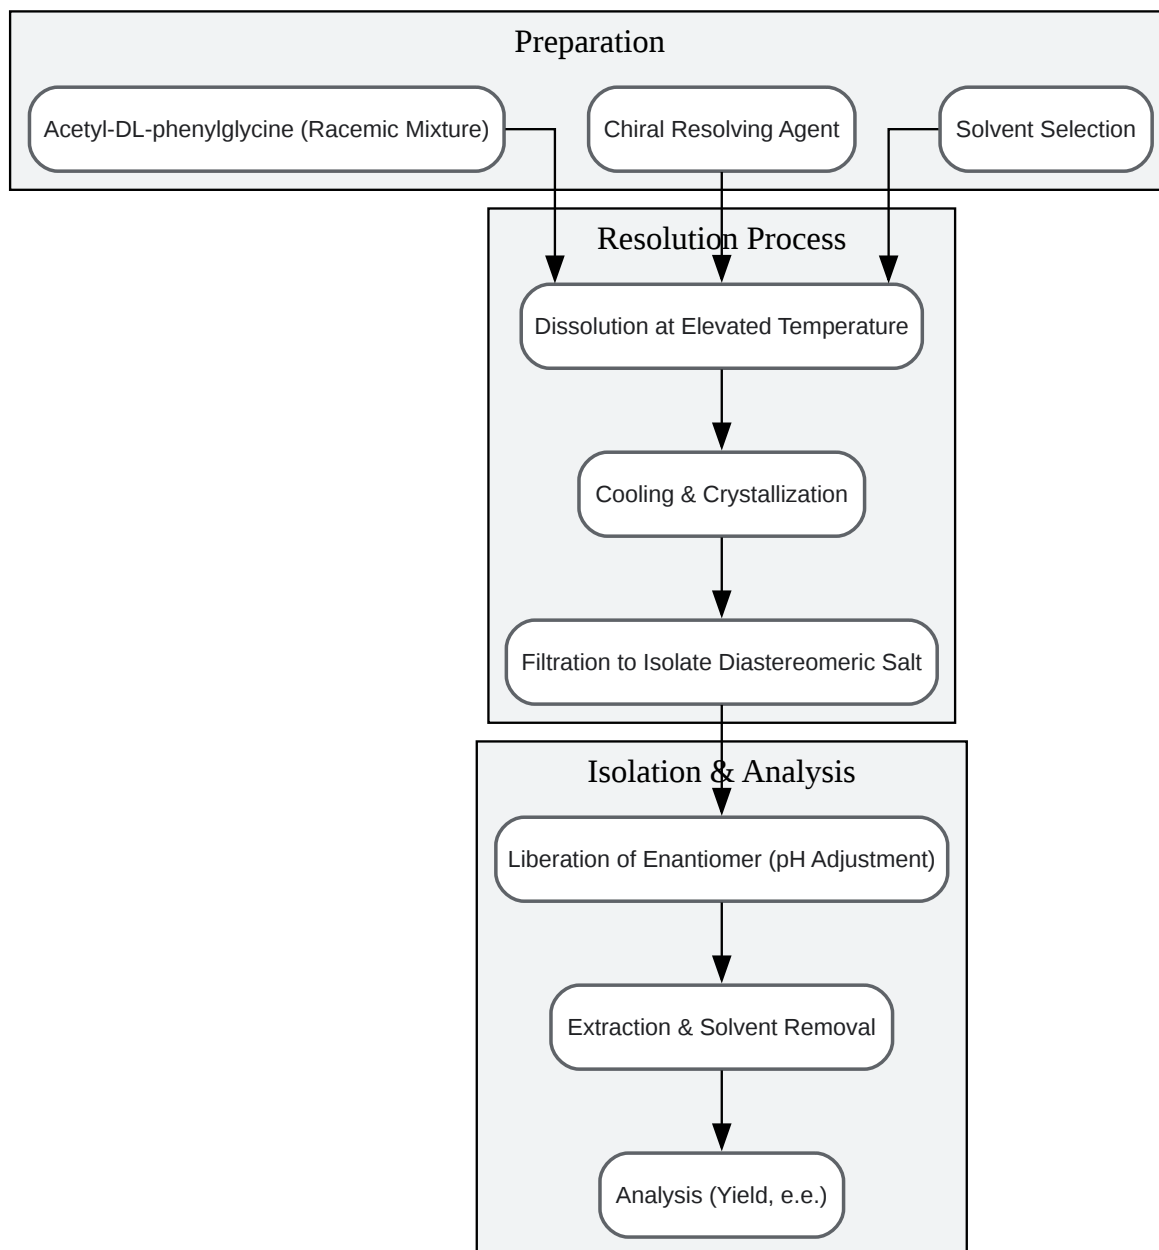 Preparation
Acetyl-DL-phenylglycine (Racemic Mixture)
Chiral Resolving Agent
Solvent Selection
Resolution Process
Dissolution at Elevated Temperature
Cooling & Crystallization
Filtration to Isolate Diastereomeric Salt
Isolation & Analysis
Liberation of Enantiomer (pH Adjustment)
Extraction & Solvent Removal
Analysis (Yield, e.e.)